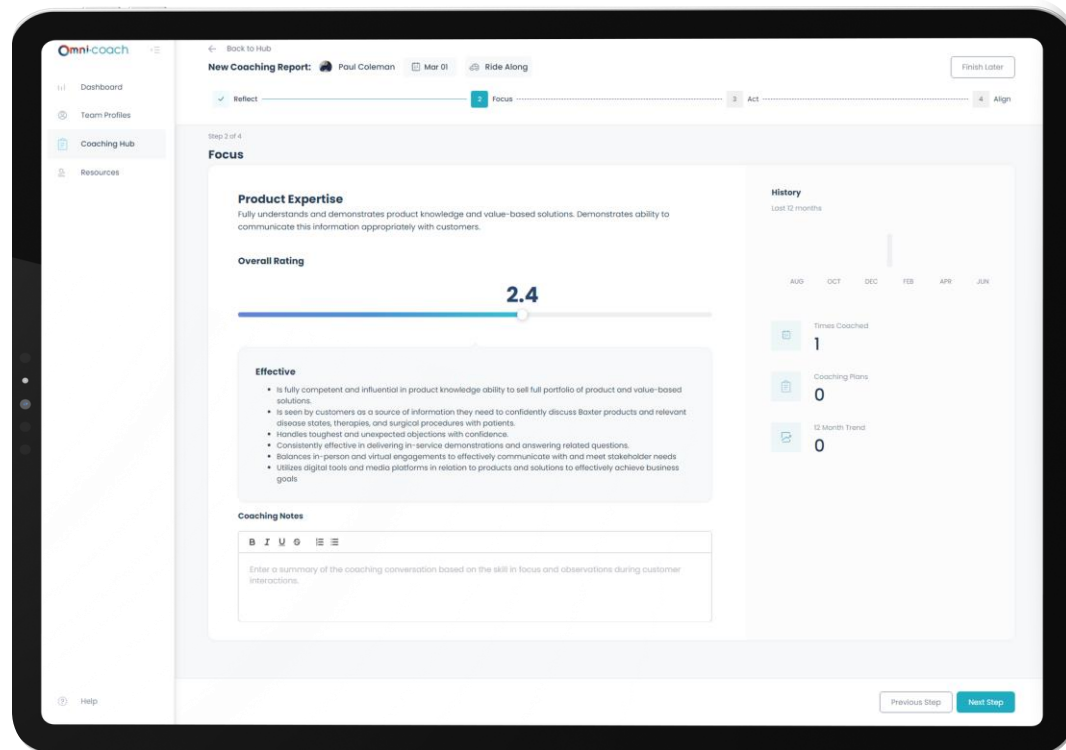 Omni-coach
Dashboard
Team Profiles
Coaching Hub
Resources
Help
← Back to Hub
New Coaching Report: Paul Coleman Mar 01 Ride Along
Finish Later
Reflect 2 Focus 3 Act 4 Align
Step 2 of 4
Focus
Product Expertise
Fully understands and demonstrates product knowledge and value-based solutions. Demonstrates ability to
communicate this information appropriately with customers.
Overall Rating
2.4
Effective
• Is fully competent and influential in product knowledge ability to sell full portfolio of product and value-based
solutions.
• Is seen by customers as a source of information they need to confidently discuss Baxter products and relevant
disease states, therapies, and surgical procedures with patients.
• Handles toughest and unexpected objections with confidence.
• Consistently effective in delivering in-service demonstrations and answering related questions.
• Balances in-person and virtual engagements to effectively communicate with and meet stakeholder needs
• Utilizes digital tools and media platforms in relation to products and solutions to effectively achieve business
goals
Coaching Notes
B I U S
Enter a summary of the coaching conversation based on the skill in focus and observations during customer
interactions.
History
Last 12 months
AUG OCT DEC FEB APR JUN
Times Coached
1
Coaching Plans
0
12 Month Trend
0
Previous Step Next Step